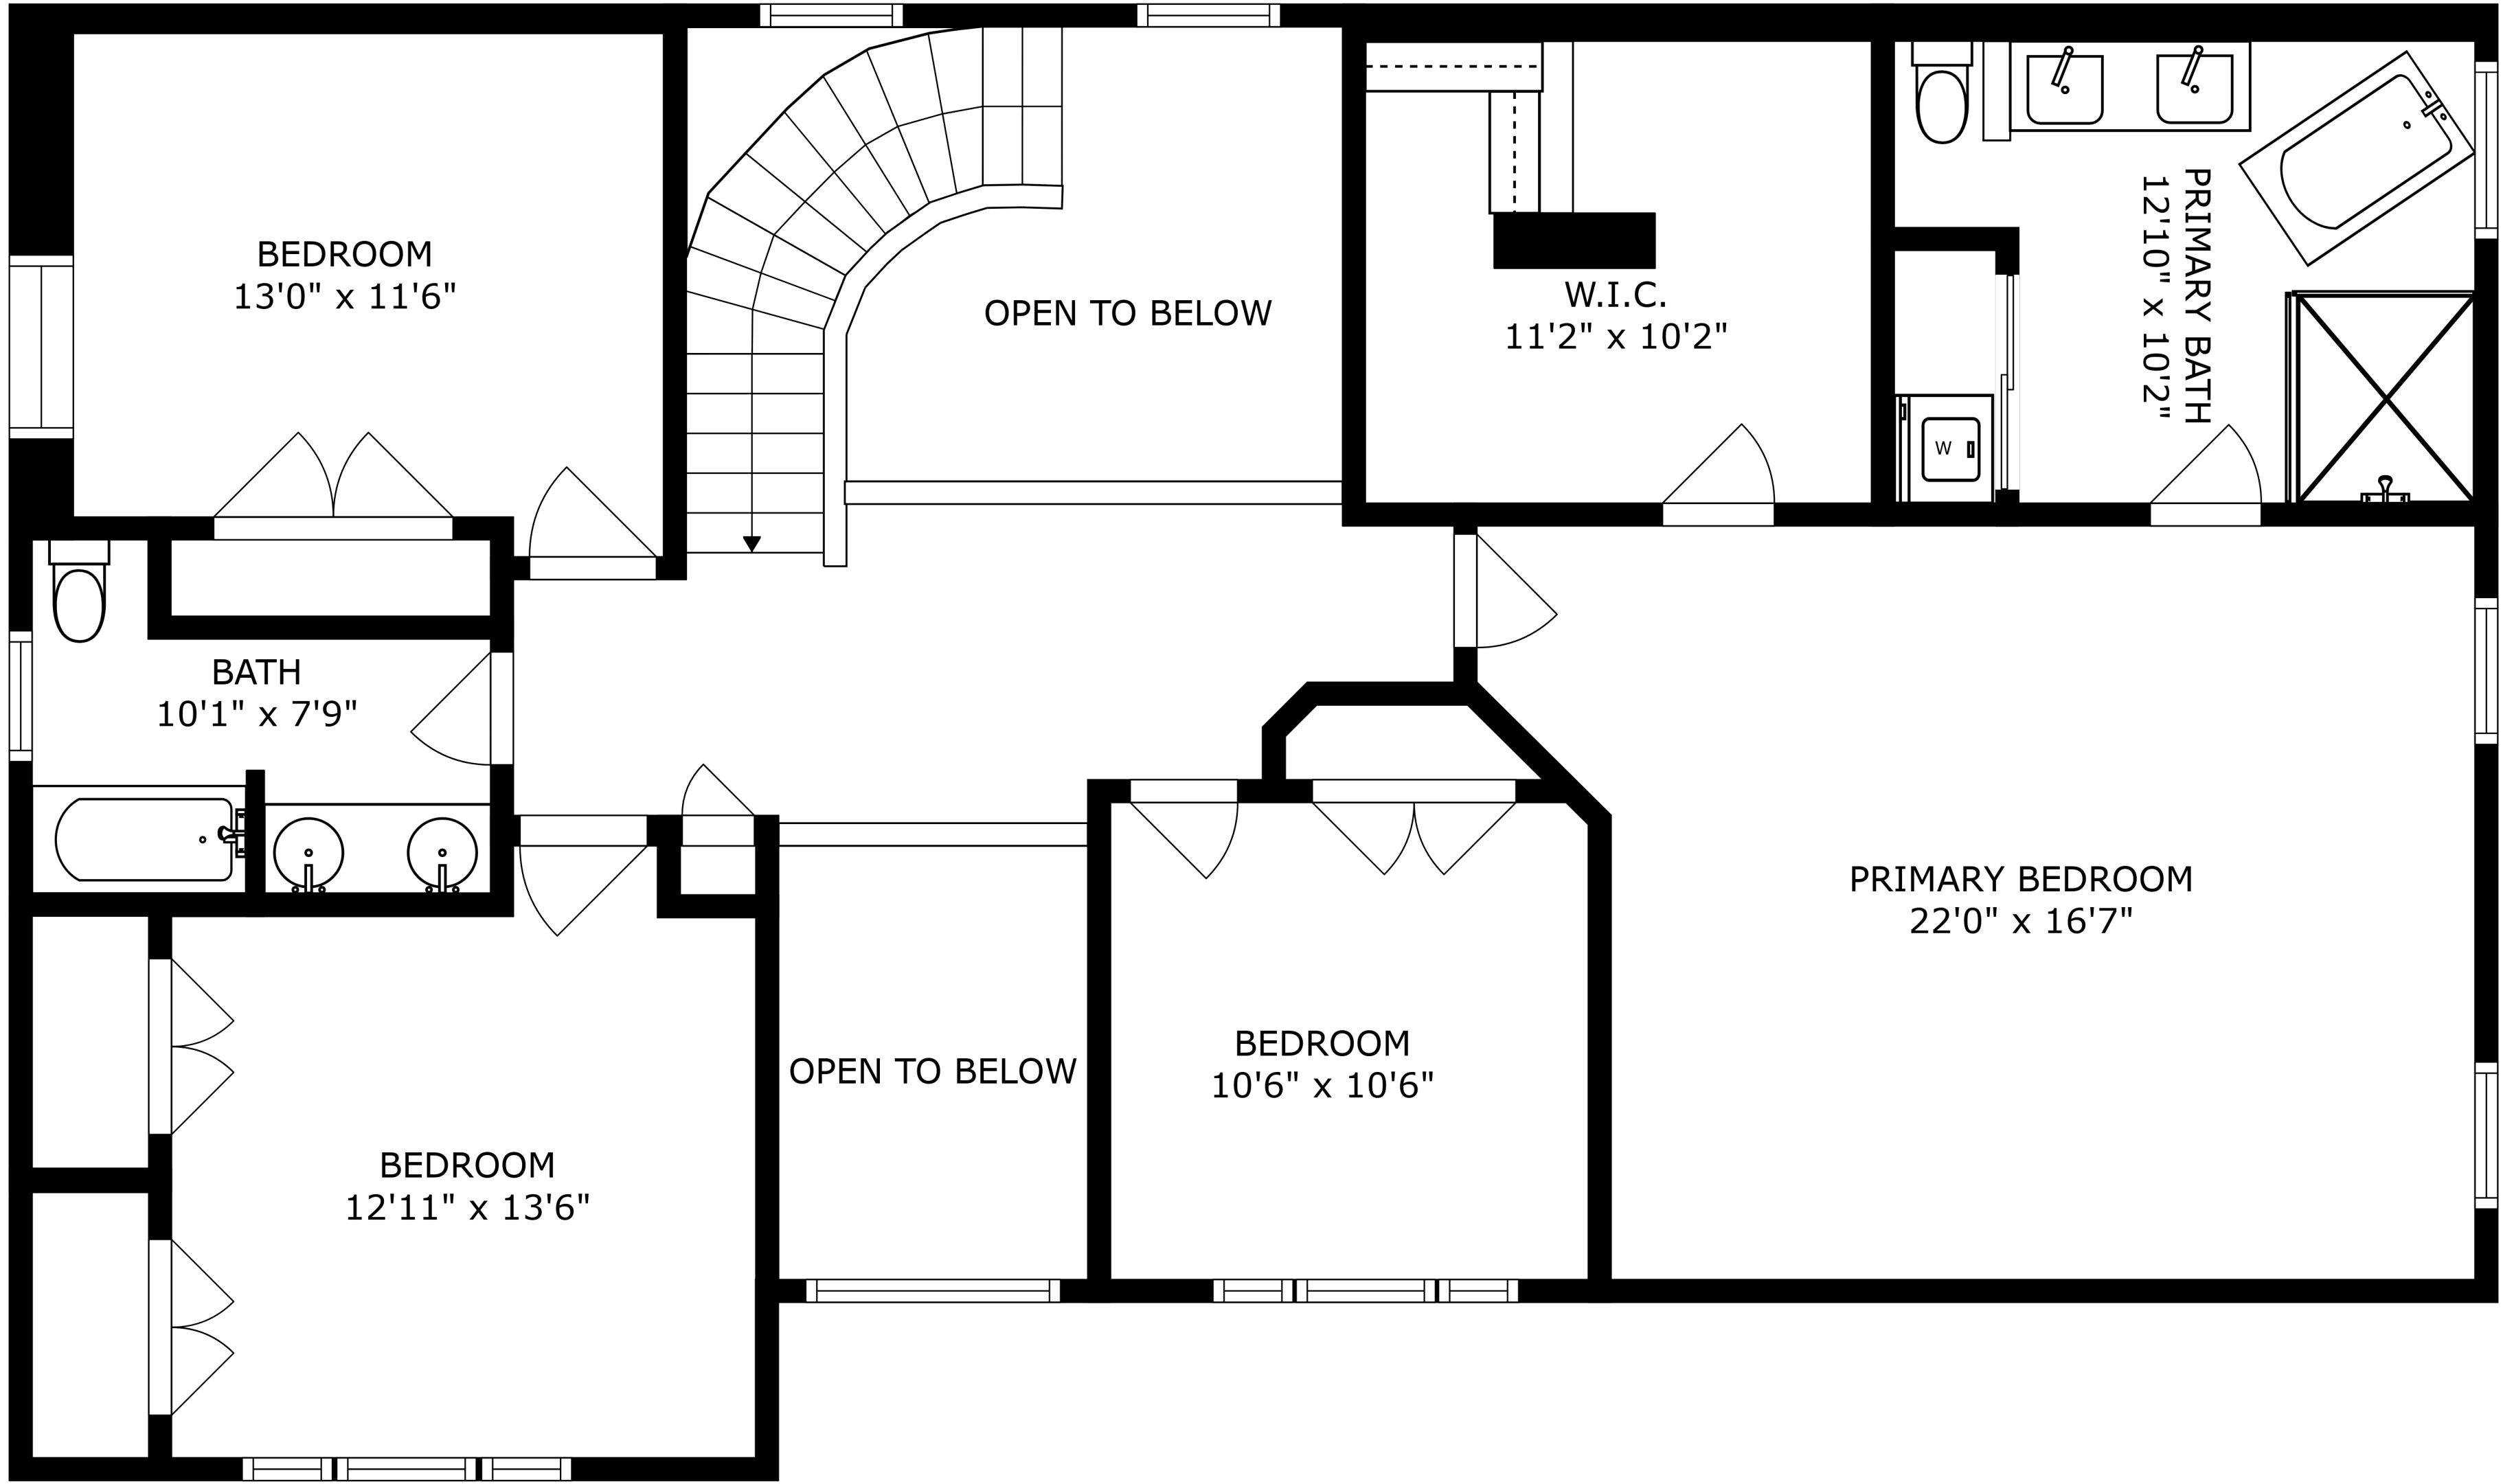 BEDROOM
13'0" x 11'6"
OPEN TO BELOW
W.I.C.
11'2" x 10'2"
PRIMARY BATH
12'10" x 10'2"
W
BATH
10'1" x 7'9"
PRIMARY BEDROOM
22'0" x 16'7"
BEDROOM
10'6" x 10'6"
OPEN TO BELOW
BEDROOM
12'11" x 13'6"